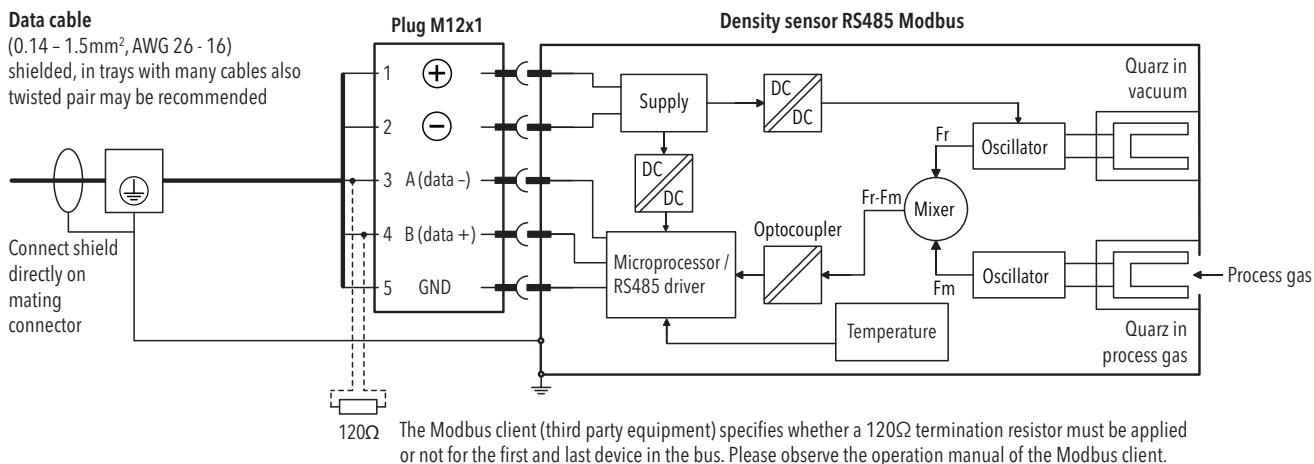 Data cable
(0.14 – 1.5mm², AWG 26 - 16)
shielded, in trays with many cables also
twisted pair may be recommended
Connect shield
directly on
mating
connector
Plug M12x1
1 +
2 −
3 A (data –)
4 B (data +)
5 GND
120Ω
Density sensor RS485 Modbus
Supply
DC
DC
DC
DC
Microprocessor /
RS485 driver
Optocoupler
Temperature
Fr-Fm
Mixer
Fr
Fm
Oscillator
Oscillator
Quarz in
vacuum
Process gas
Quarz in
process gas
The Modbus client (third party equipment) specifies whether a 120Ω termination resistor must be applied
or not for the first and last device in the bus. Please observe the operation manual of the Modbus client.